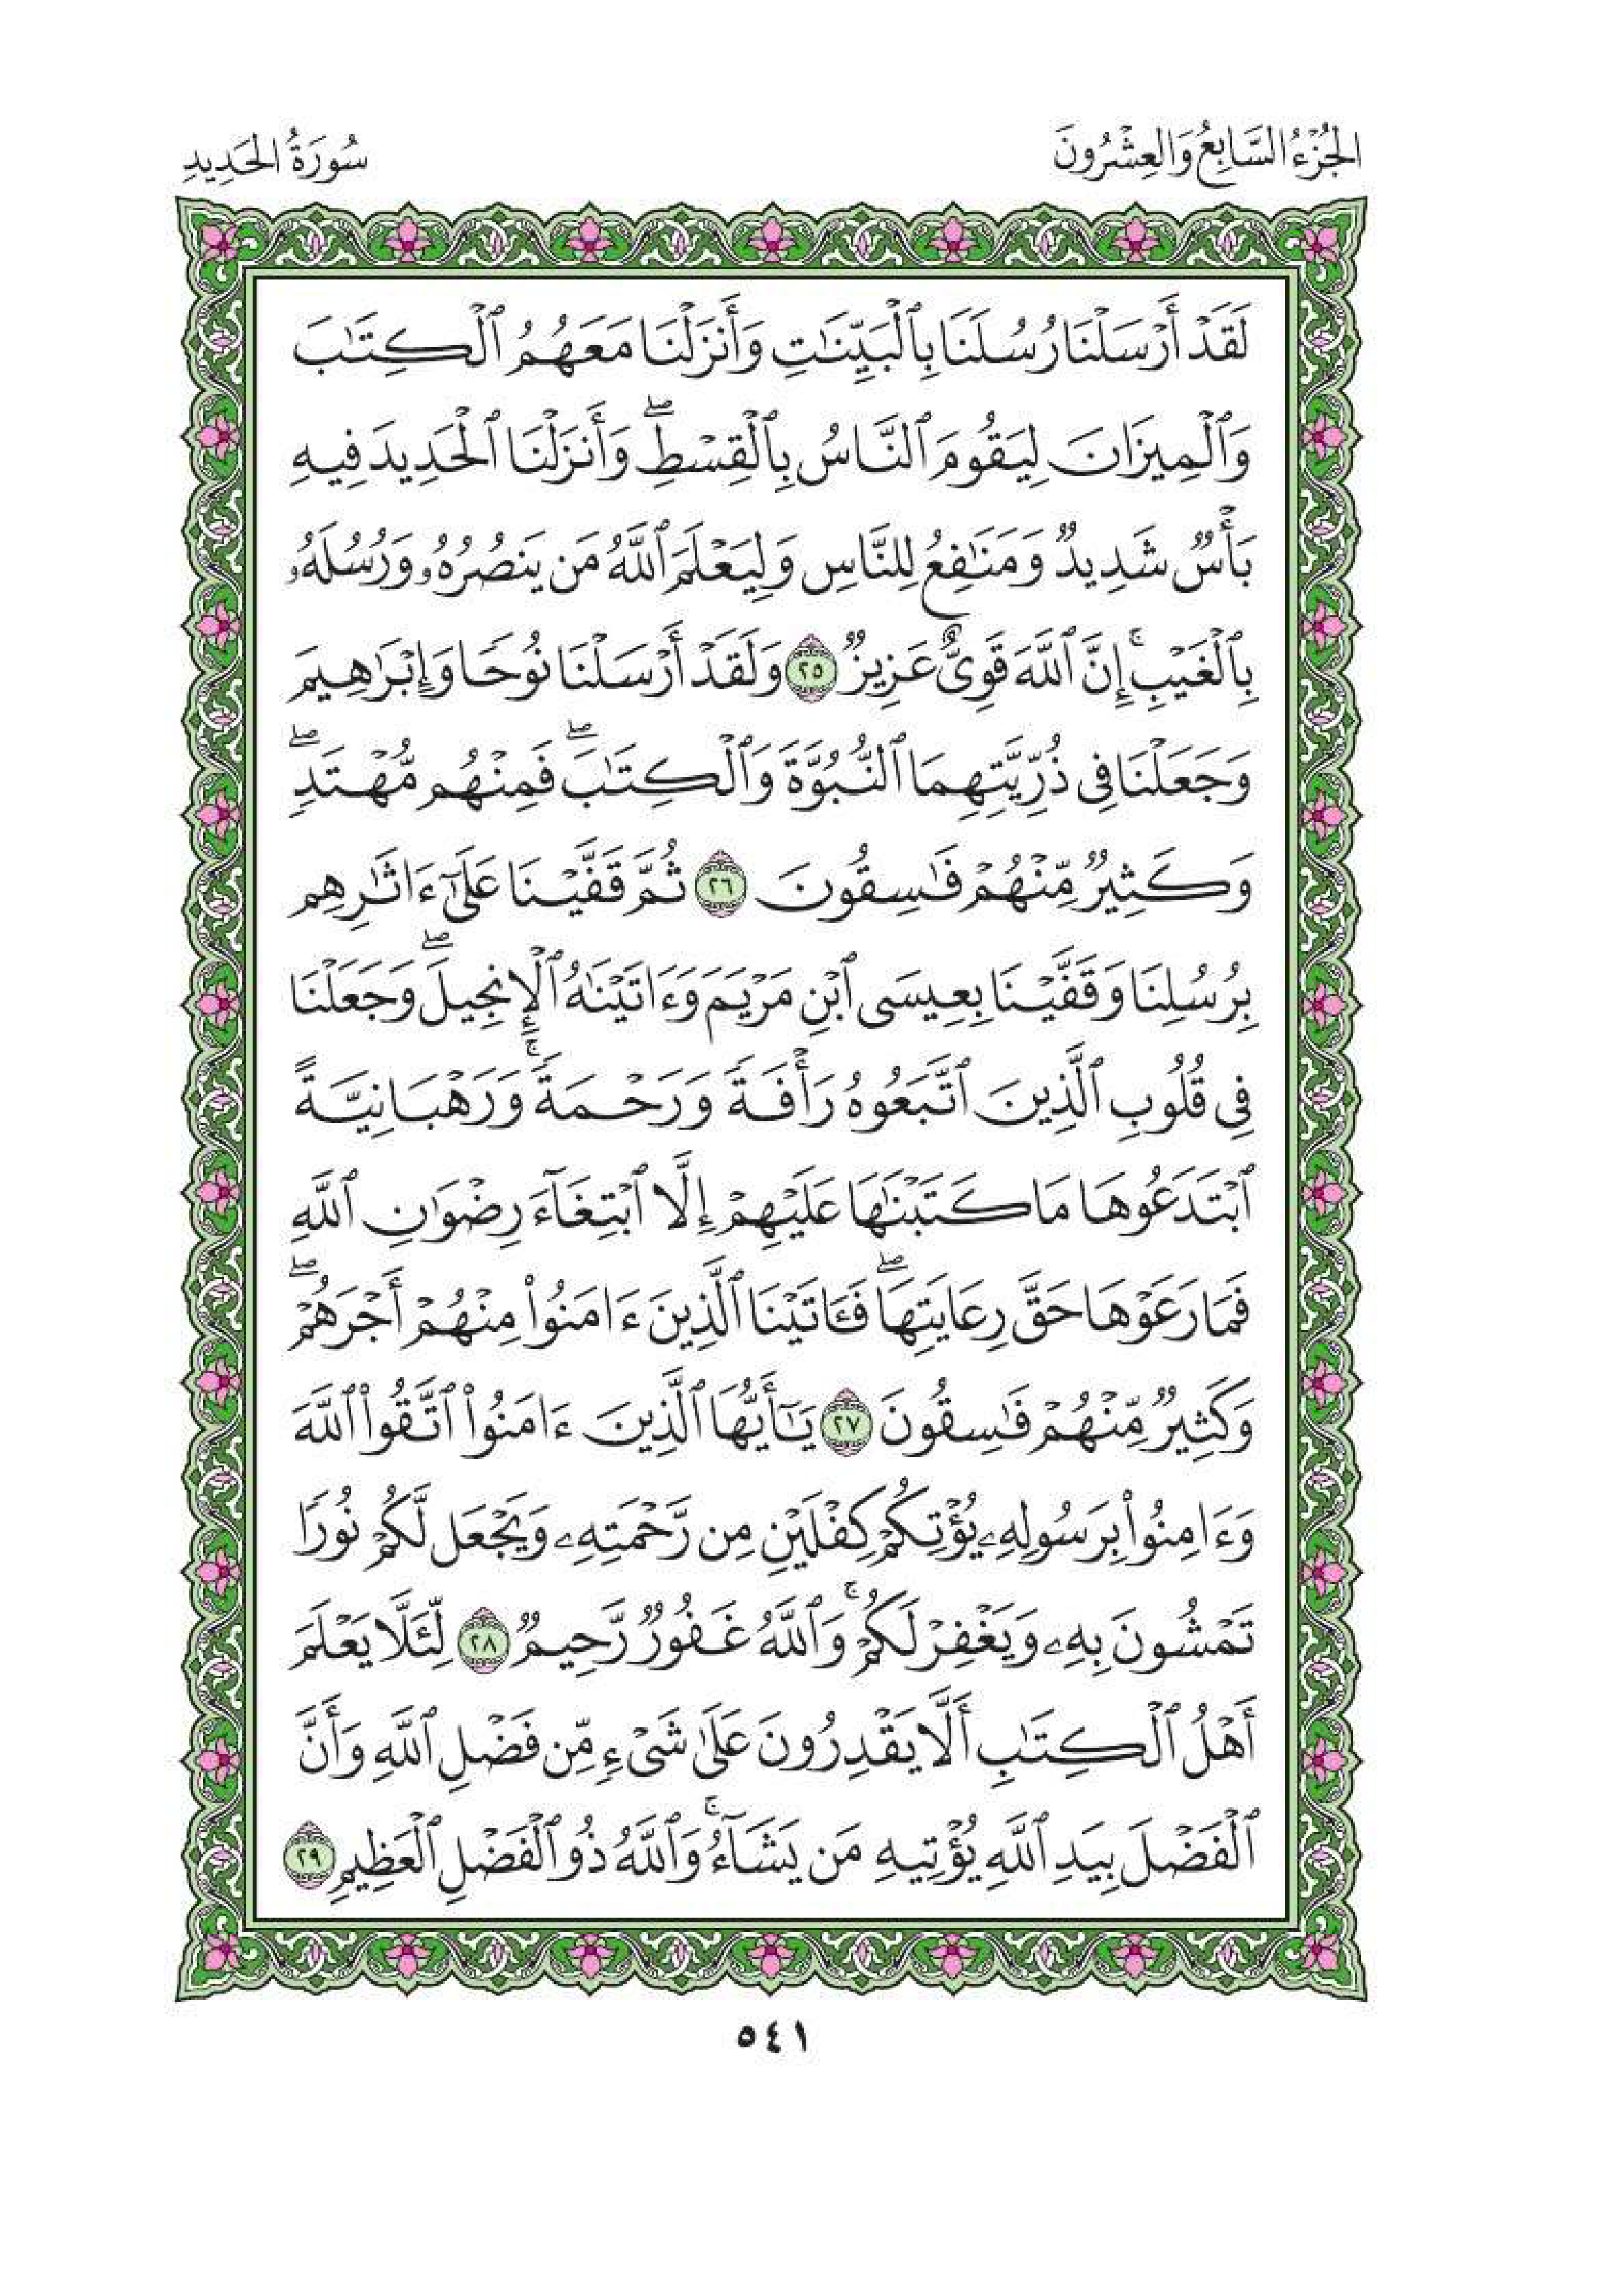 الجُزْءُ السَّابِعُ وَالعِشْرُونَ
سُورَةُ الحَدِيدِ
لَقَدْ أَرْسَلْنَا رُسُلَنَا بِٱلْبَيِّنَٰتِ وَأَنزَلْنَا مَعَهُمُ ٱلْكِتَٰبَ
وَٱلْمِيزَانَ لِيَقُومَ ٱلنَّاسُ بِٱلْقِسْطِۖ وَأَنزَلْنَا ٱلْحَدِيدَ فِيهِ
بَأْسٌ شَدِيدٌ وَمَنَٰفِعُ لِلنَّاسِ وَلِيَعْلَمَ ٱللَّهُ مَن يَنصُرُهُۥ وَرُسُلَهُۥ
بِٱلْغَيْبِۚ إِنَّ ٱللَّهَ قَوِىٌّ عَزِيزٌ ٢٥ وَلَقَدْ أَرْسَلْنَا نُوحًا وَإِبْرَٰهِيمَ
وَجَعَلْنَا فِى ذُرِّيَّتِهِمَا ٱلنُّبُوَّةَ وَٱلْكِتَٰبَۖ فَمِنْهُم مُّهْتَدٍۖ
وَكَثِيرٌ مِّنْهُمْ فَٰسِقُونَ ٢٦ ثُمَّ قَفَّيْنَا عَلَىٰٓ ءَاثَٰرِهِم
بِرُسُلِنَا وَقَفَّيْنَا بِعِيسَى ٱبْنِ مَرْيَمَ وَءَاتَيْنَٰهُ ٱلْإِنجِيلَۖ وَجَعَلْنَا
فِى قُلُوبِ ٱلَّذِينَ ٱتَّبَعُوهُ رَأْفَةً وَرَحْمَةًۚ وَرَهْبَانِيَّةً
ٱبْتَدَعُوهَا مَا كَتَبْنَٰهَا عَلَيْهِمْ إِلَّا ٱبْتِغَآءَ رِضْوَٰنِ ٱللَّهِ
فَمَا رَعَوْهَا حَقَّ رِعَايَتِهَاۖ فَـَٔاتَيْنَا ٱلَّذِينَ ءَامَنُوا۟ مِنْهُمْ أَجْرَهُمْۖ
وَكَثِيرٌ مِّنْهُمْ فَٰسِقُونَ ٢٧ يَٰٓأَيُّهَا ٱلَّذِينَ ءَامَنُوا۟ ٱتَّقُوا۟ ٱللَّهَ
وَءَامِنُوا۟ بِرَسُولِهِۦ يُؤْتِكُمْ كِفْلَيْنِ مِن رَّحْمَتِهِۦ وَيَجْعَل لَّكُمْ نُورًا
تَمْشُونَ بِهِۦ وَيَغْفِرْ لَكُمْۚ وَٱللَّهُ غَفُورٌ رَّحِيمٌ ٢٨ لِّئَلَّا يَعْلَمَ
أَهْلُ ٱلْكِتَٰبِ أَلَّا يَقْدِرُونَ عَلَىٰ شَىْءٍ مِّن فَضْلِ ٱللَّهِ وَأَنَّ
ٱلْفَضْلَ بِيَدِ ٱللَّهِ يُؤْتِيهِ مَن يَشَآءُۚ وَٱللَّهُ ذُو ٱلْفَضْلِ ٱلْعَظِيمِ ٢٩
٥٤١